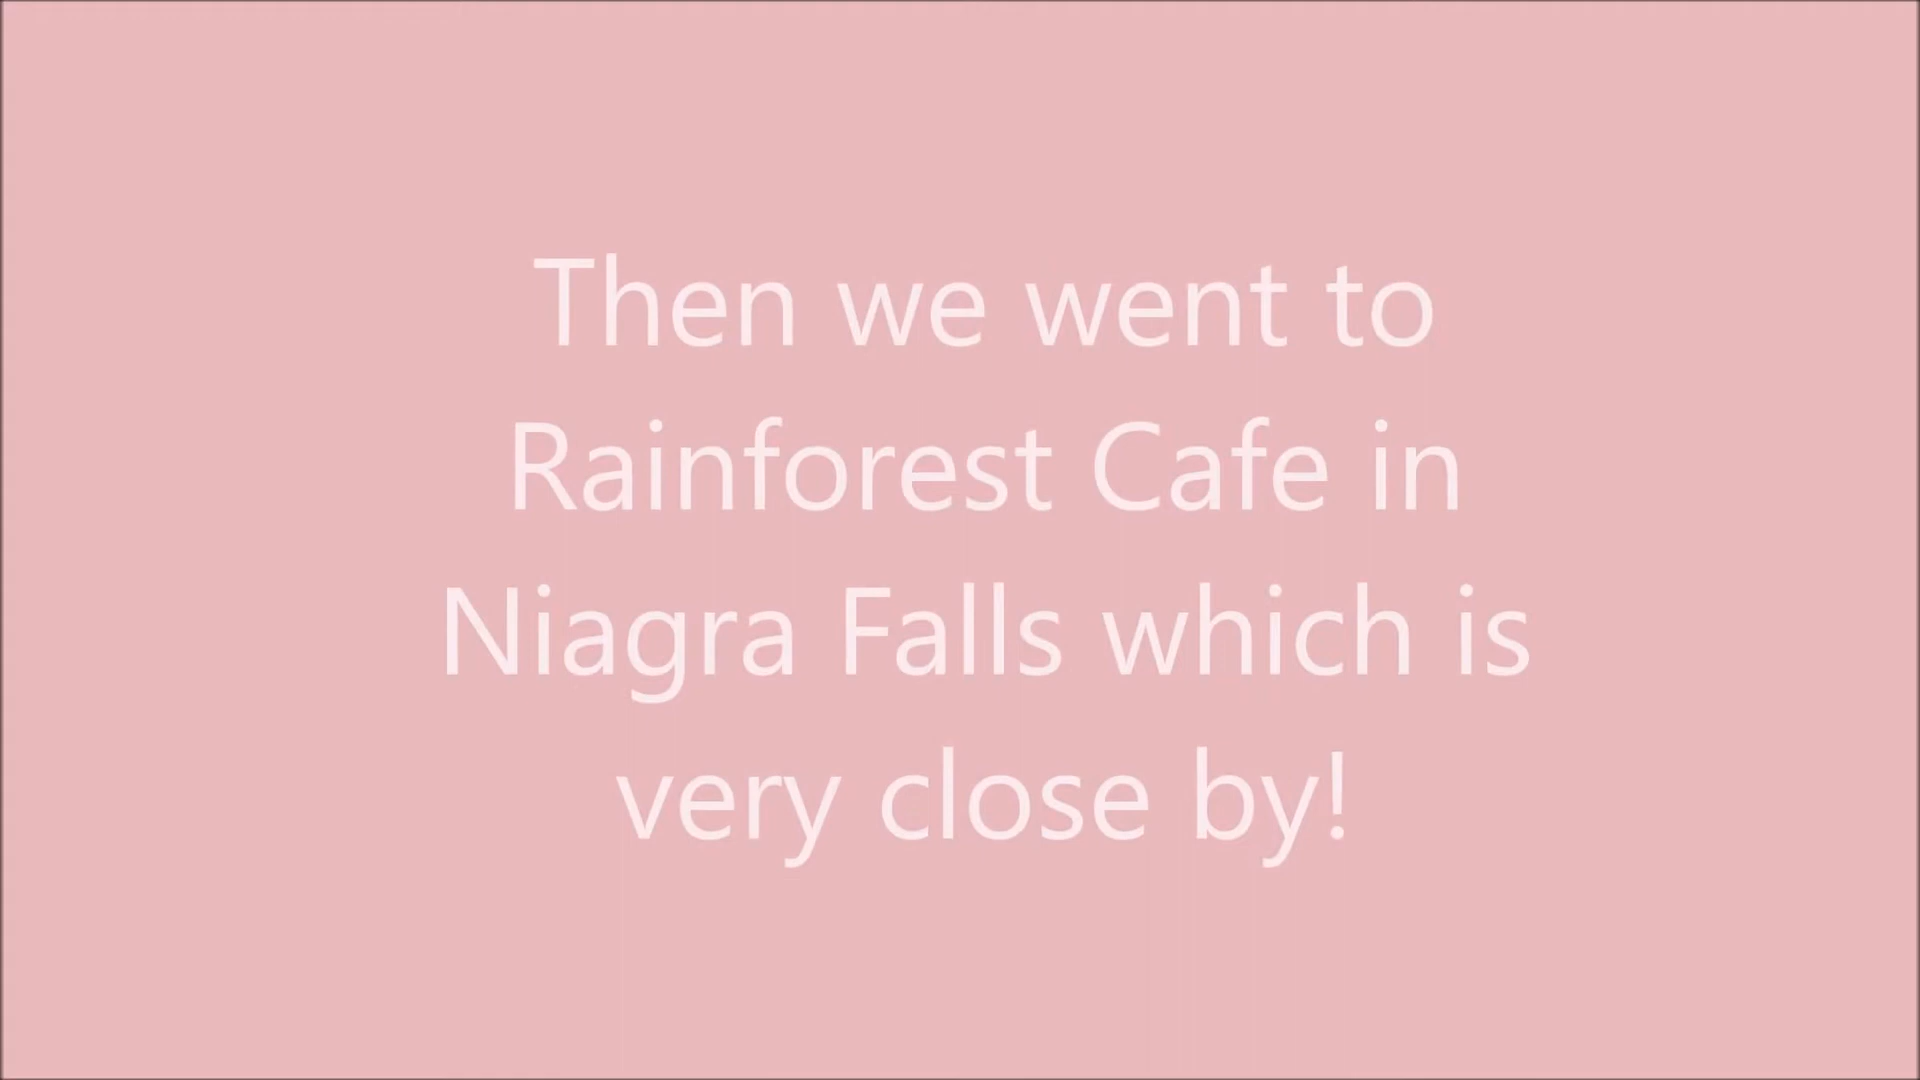 Then we went to
Rainforest Cafe in
Niagra Falls which is
very close by!